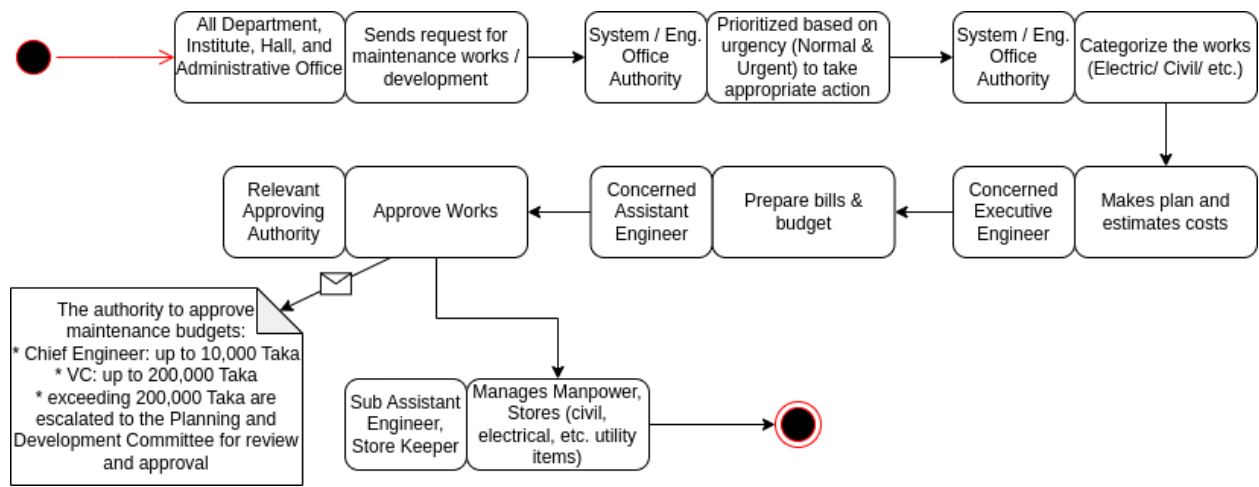 All Department,
Institute, Hall, and
Administrative Office
Sends request for
maintenance works /
development
System / Eng.
Office
Authority
Prioritized based on
urgency (Normal &
Urgent) to take
appropriate action
System / Eng.
Office
Authority
Categorize the works
(Electric/ Civil/ etc.)
Relevant
Approving
Authority
Approve Works
Concerned
Assistant
Engineer
Prepare bills &
budget
Concerned
Executive
Engineer
Makes plan and
estimates costs
The authority to approve
maintenance budgets:
* Chief Engineer: up to 10,000 Taka
* VC: up to 200,000 Taka
* exceeding 200,000 Taka are
escalated to the Planning and
Development Committee for review
and approval
Sub Assistant
Engineer,
Store Keeper
Manages Manpower,
Stores (civil,
electrical, etc. utility
items)